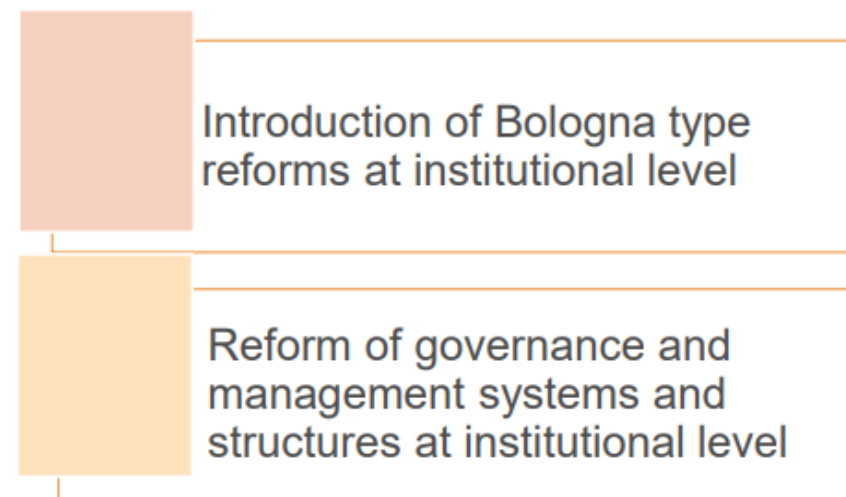 Introduction of Bologna type
reforms at institutional level
Reform of governance and
management systems and
structures at institutional level